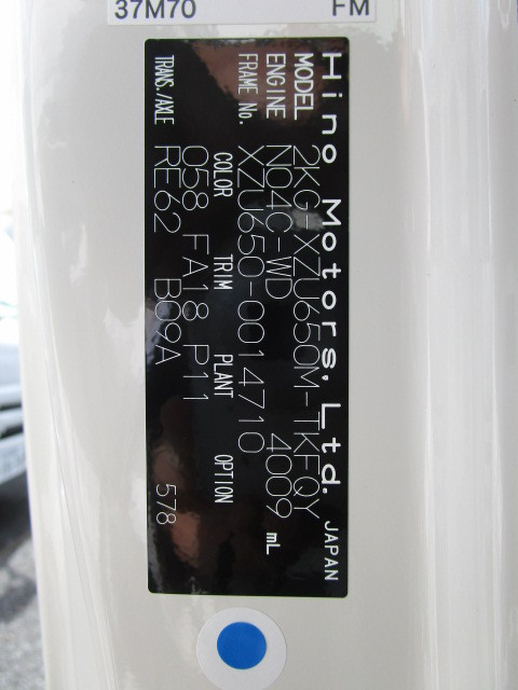 37M70 FM
Hino Motors, Ltd. JAPAN
MODEL 2KG-XZU650M-TKFQY
ENGINE N04C-WD 4009 mL
FRAME No. XZU650-0014710
COLOR TRIM PLANT OPTION
058 FA18 P11
TRANS./AXLE RE62 B09A 578